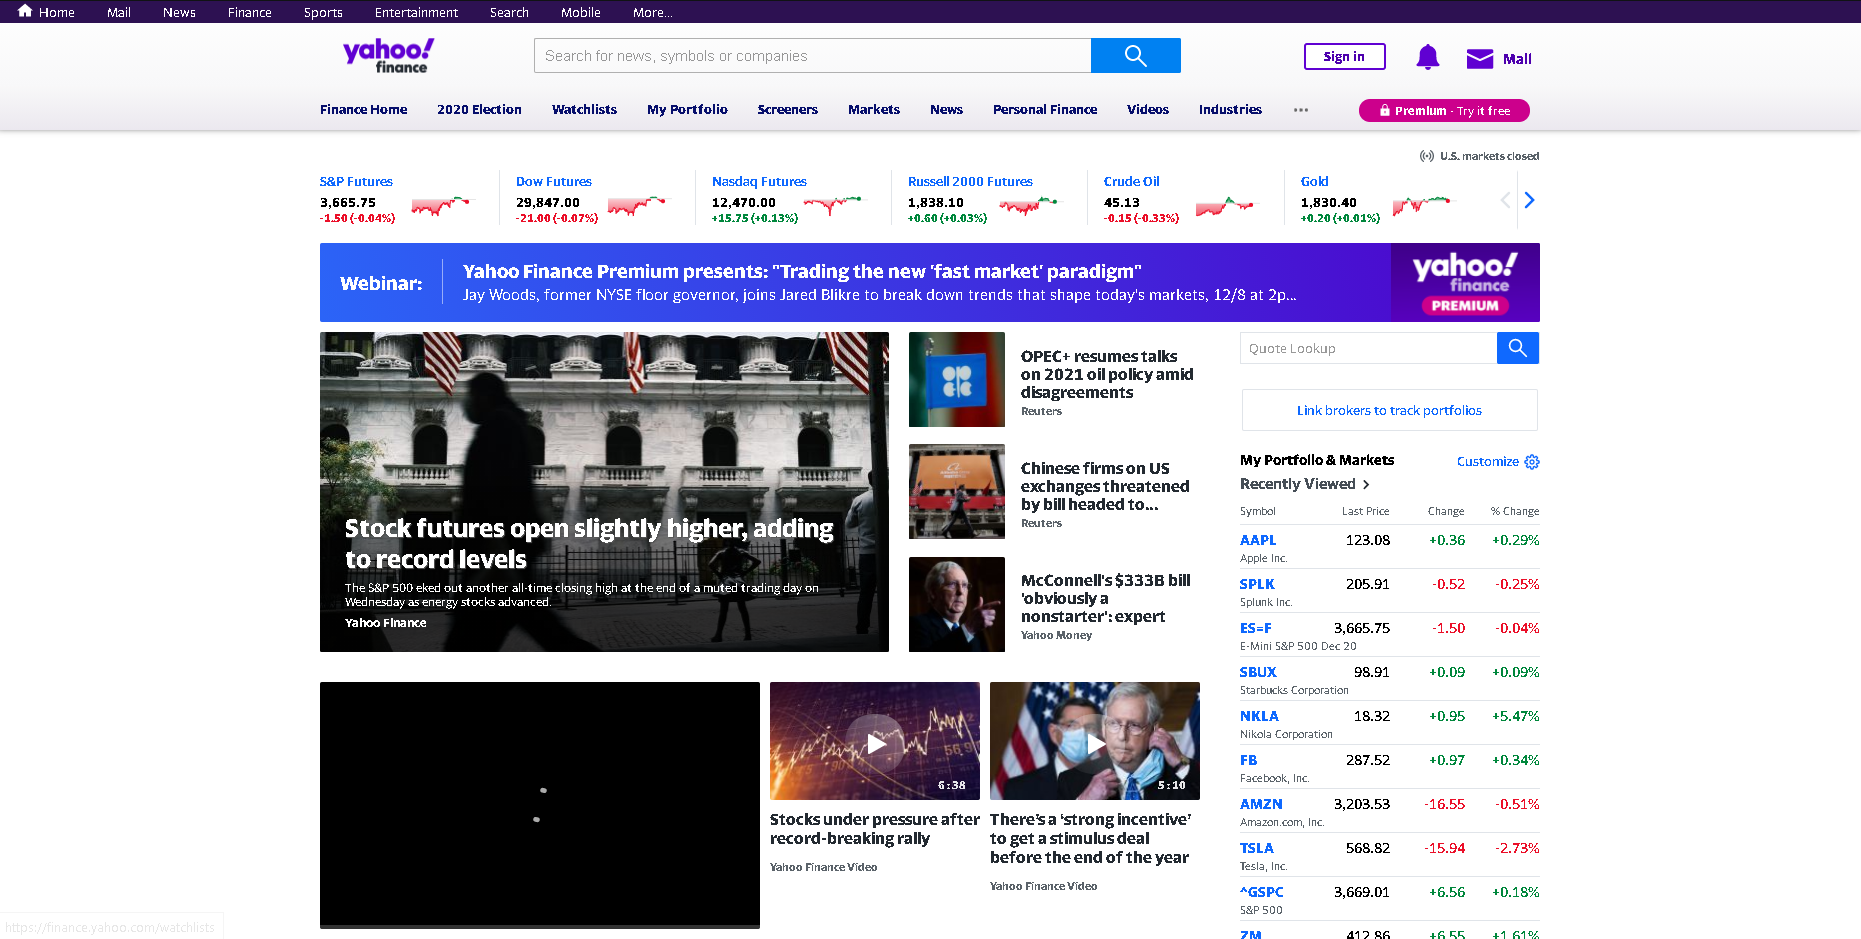 Home Mail News Finance Sports Entertainment Search Mobile More...
yahoo!
finance
Search for news, symbols or companies
Sign in
Mail
Finance Home 2020 Election Watchlists My Portfolio Screeners Markets News Personal Finance Videos Industries ...
Premium - Try it free
U.S. markets closed
S&P Futures
3,665.75
-1.50 (-0.04%)
Dow Futures
29,847.00
-21.00 (-0.07%)
Nasdaq Futures
12,470.00
+15.75 (+0.13%)
Russell 2000 Futures
1,838.10
+0.60 (+0.03%)
Crude Oil
45.13
-0.15 (-0.33%)
Gold
1,830.40
+0.20 (+0.01%)
Webinar:
Yahoo Finance Premium presents: "Trading the new 'fast market' paradigm"
Jay Woods, former NYSE floor governor, joins Jared Blikre to break down trends that shape today's markets, 12/8 at 2p...
yahoo!
finance
PREMIUM
Stock futures open slightly higher, adding
to record levels
The S&P 500 eked out another all-time closing high at the end of a muted trading day on
Wednesday as energy stocks advanced.
Yahoo Finance
OPEC+ resumes talks
on 2021 oil policy amid
disagreements
Reuters
Chinese firms on US
exchanges threatened
by bill headed to...
Reuters
McConnell's $333B bill
'obviously a
nonstarter': expert
Yahoo Money
6:38
Stocks under pressure after
record-breaking rally
Yahoo Finance Video
5:10
There's a 'strong incentive'
to get a stimulus deal
before the end of the year
Yahoo Finance Video
Quote Lookup
Link brokers to track portfolios
My Portfolio & Markets
Customize
Recently Viewed
Symbol Last Price Change % Change
AAPL 123.08 +0.36 +0.29%
Apple Inc.
SPLK 205.91 -0.52 -0.25%
Splunk Inc.
ES=F 3,665.75 -1.50 -0.04%
E-Mini S&P 500 Dec 20
SBUX 98.91 +0.09 +0.09%
Starbucks Corporation
NKLA 18.32 +0.95 +5.47%
Nikola Corporation
FB 287.52 +0.97 +0.34%
Facebook, Inc.
AMZN 3,203.53 -16.55 -0.51%
Amazon.com, Inc.
TSLA 568.82 -15.94 -2.73%
Tesla, Inc.
^GSPC 3,669.01 +6.56 +0.18%
S&P 500
ZM 412.86 +6.55 +1.61%
https://finance.yahoo.com/watchlists